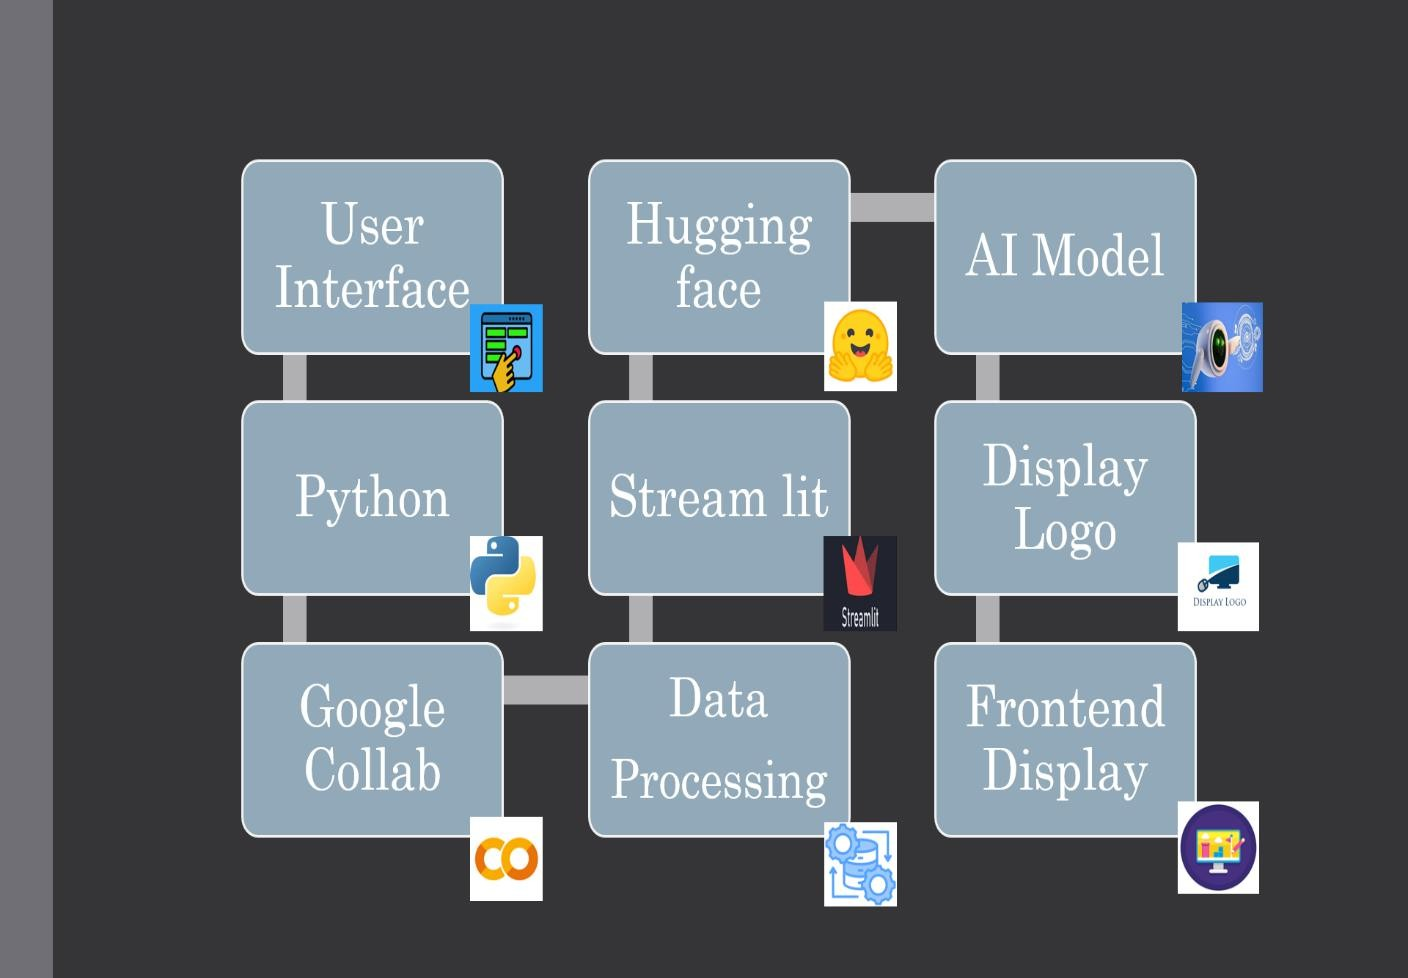 User
Interface
Python
Google
Collab
Data
Processing
Stream lit
Streamlit
Hugging
face
AI Model
Display
Logo
DISPLAY LOGO
Frontend
Display